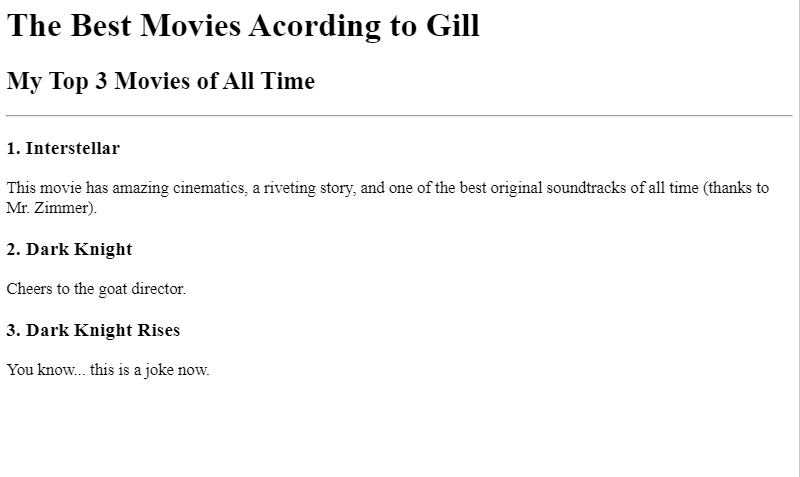 The Best Movies Acording to Gill
My Top 3 Movies of All Time
1. Interstellar
This movie has amazing cinematics, a riveting story, and one of the best original soundtracks of all time (thanks to
Mr. Zimmer).
2. Dark Knight
Cheers to the goat director.
3. Dark Knight Rises
You know... this is a joke now.